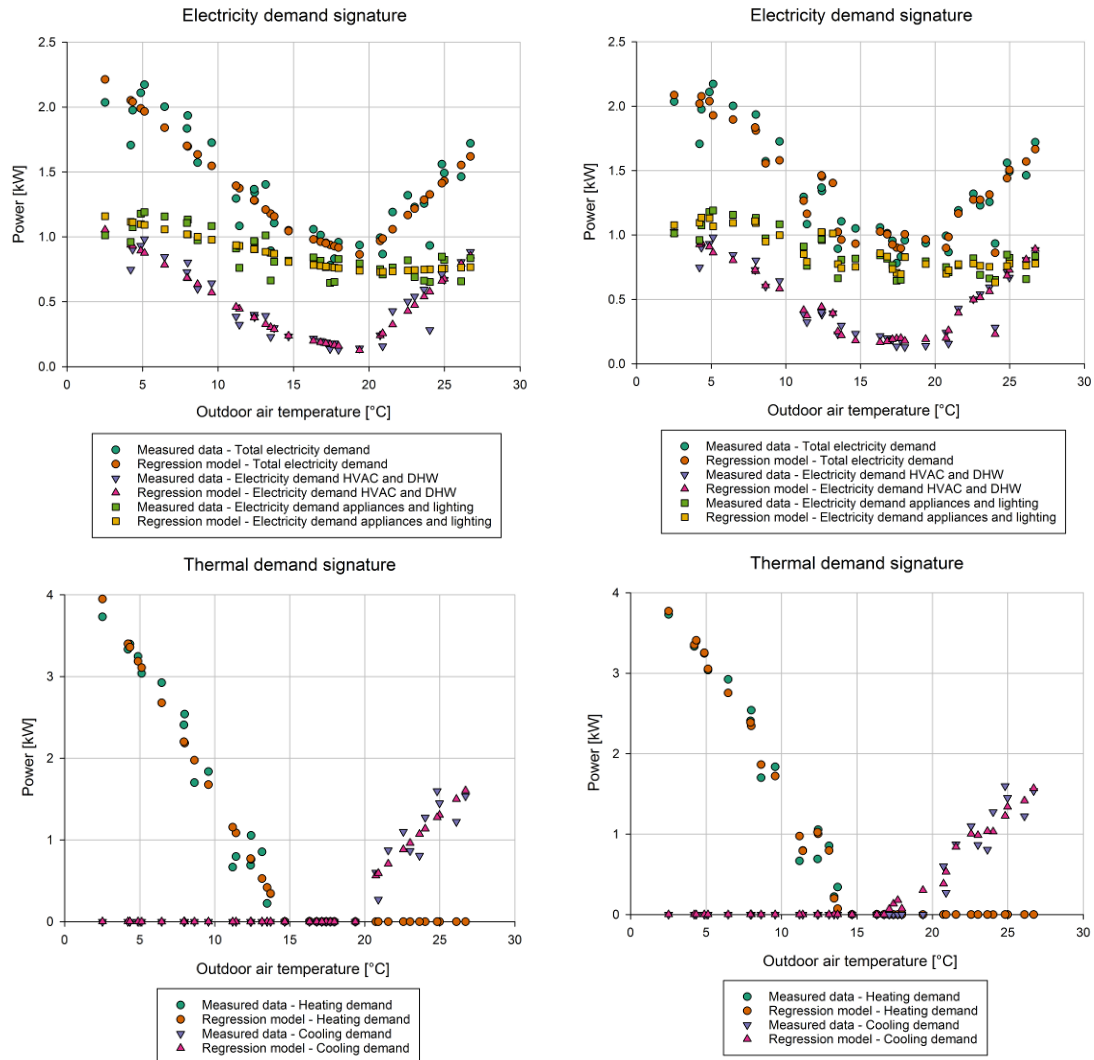 Electricity demand signature
2.5
2.0
1.5
1.0
0.5
0.0
Power [kW]
0 5 10 15 20 25 30
Outdoor air temperature [°C]
Measured data - Total electricity demand
Regression model - Total electricity demand
Measured data - Electricity demand HVAC and DHW
Regression model - Electricity demand HVAC and DHW
Measured data - Electricity demand appliances and lighting
Regression model - Electricity demand appliances and lighting
Electricity demand signature
2.5
2.0
1.5
1.0
0.5
0.0
Power [kW]
0 5 10 15 20 25 30
Outdoor air temperature [°C]
Measured data - Total electricity demand
Regression model - Total electricity demand
Measured data - Electricity demand HVAC and DHW
Regression model - Electricity demand HVAC and DHW
Measured data - Electricity demand appliances and lighting
Regression model - Electricity demand appliances and lighting
Thermal demand signature
4
3
2
1
0
Power [kW]
0 5 10 15 20 25 30
Outdoor air temperature [°C]
Measured data - Heating demand
Regression model - Heating demand
Measured data - Cooling demand
Regression model - Cooling demand
Thermal demand signature
4
3
2
1
0
Power [kW]
0 5 10 15 20 25 30
Outdoor air temperature [°C]
Measured data - Heating demand
Regression model - Heating demand
Measured data - Cooling demand
Regression model - Cooling demand